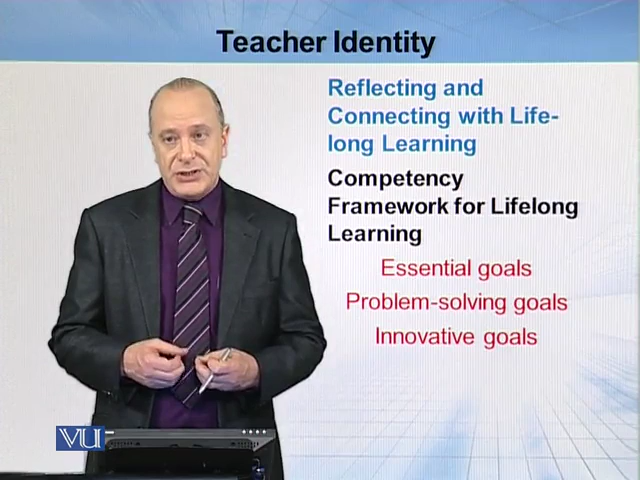 Teacher Identity
Reflecting and
Connecting with Life-
long Learning
Competency
Framework for Lifelong
Learning
Essential goals
Problem-solving goals
Innovative goals
VU